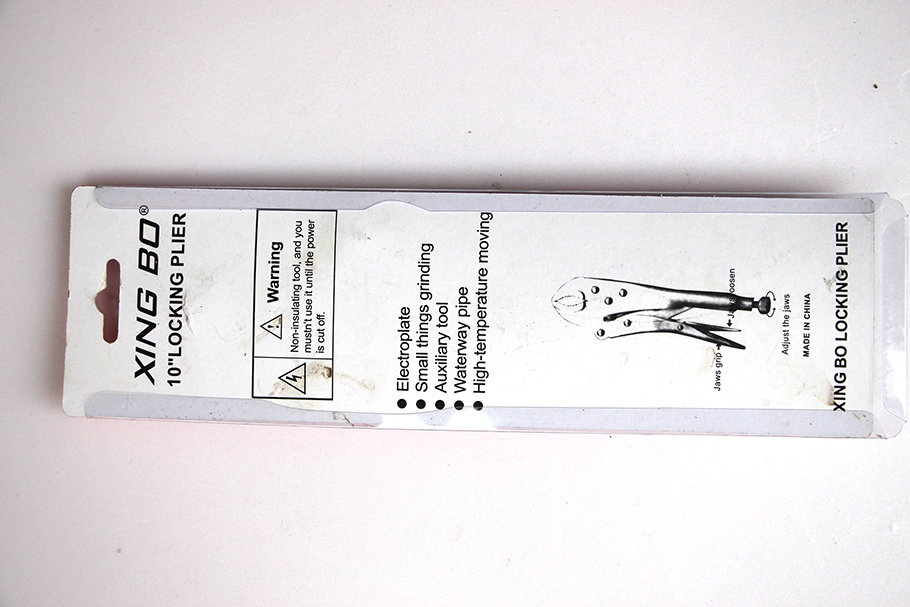 XING BO®
10"LOCKING PLIER
Warning
Non-insulating tool, and you
mustn't use it until the power
is cut off.
● Electroplate
● Small things grinding
● Auxiliary tool
● Waterway pipe
● High-temperature moving
Jaws grip
loosen
Adjust the jaws
MADE IN CHINA
XING BO LOCKING PLIER